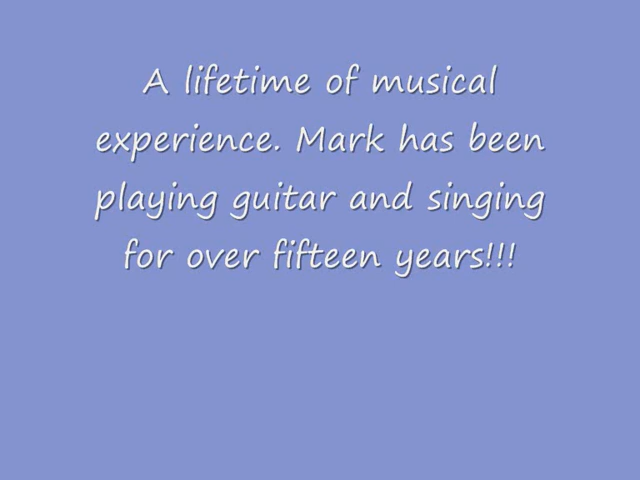 A lifetime of musical
experience. Mark has been
playing guitar and singing
for over fifteen years!!!